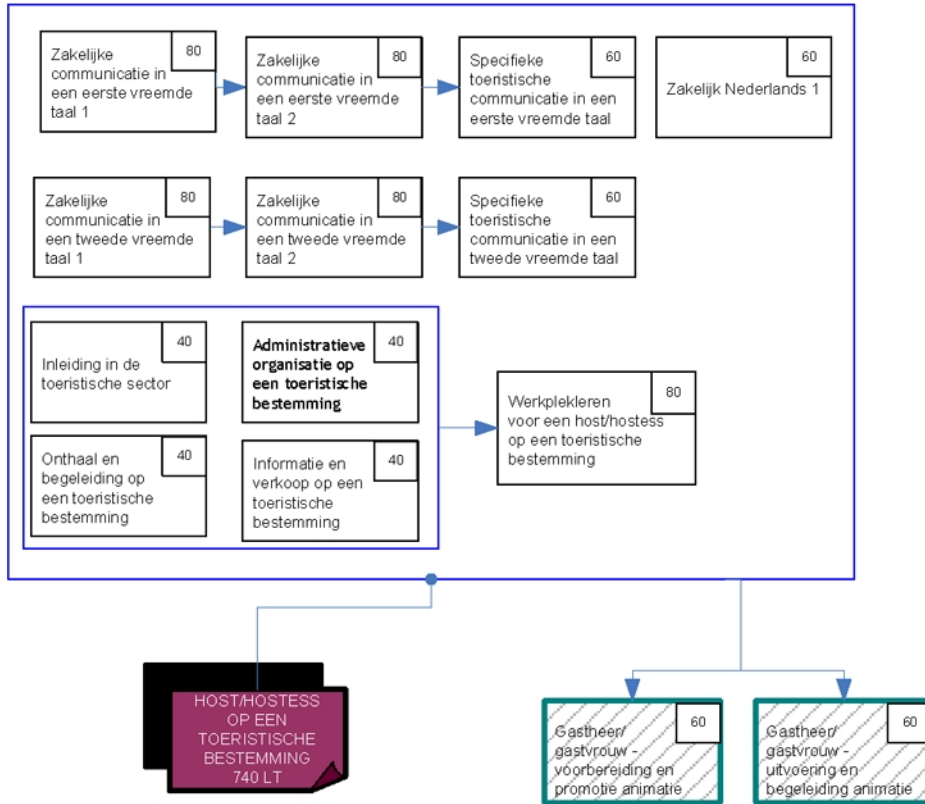 Zakelijke
communicatie in
een eerste vreemde
taal 1
80
Zakelijke
communicatie in
een eerste vreemde
taal 2
80
Specifieke
toeristische
communicatie in een
eerste vreemde taal
60
Zakelijk Nederlands 1
60
Zakelijke
communicatie in
een tweede vreemde
taal 1
80
Zakelijke
communicatie in
een tweede vreemde
taal 2
80
Specifieke
toeristische
communicatie in een
tweede vreemde taal
60
Inleiding in de
toeristische sector
40
Administratieve
organisatie op
een toeristische
bestemming
40
Onthaal en
begeleiding op
een toeristische
bestemming
40
Informatie en
verkoop op een
toeristische
bestemming
40
Werkplekleren
voor een host/hostess
op een toeristische
bestemming
80
HOST/HOSTESS
OP EEN
TOERISTISCHE
BESTEMMING
740 LT
Gastheer/
gastvrouw -
voorbereiding en
promotie animatie
60
Gastheer/
gastvrouw -
uitvoering en
begeleiding animatie
60